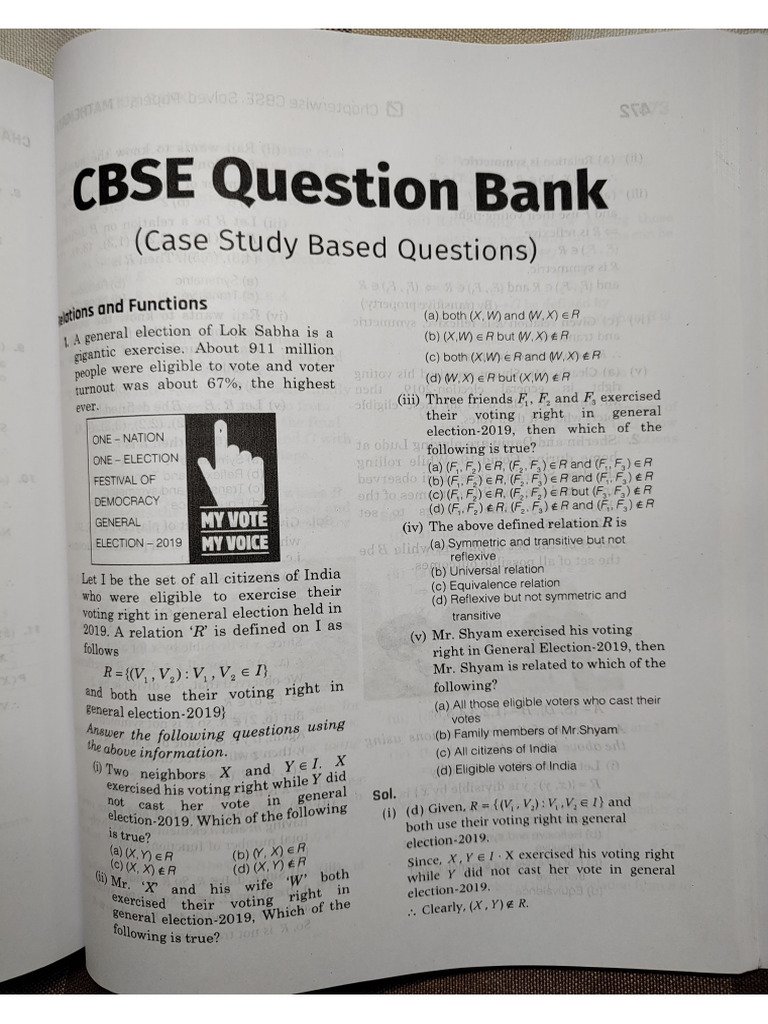 472
CBSE Question Bank
(Case Study Based Questions)
Relations and Functions
1. A general election of Lok Sabha is a
gigantic exercise. About 911 million
people were eligible to vote and voter
turnout was about 67%, the highest
ever.
ONE – NATION
ONE – ELECTION
FESTIVAL OF
DEMOCRACY
GENERAL
ELECTION – 2019
MY VOTE
MY VOICE
Let I be the set of all citizens of India
who were eligible to exercise their
voting right in general election held in
2019. A relation ‘R’ is defined on I as
follows
R = {(V₁, V₂) : V₁, V₂ ∈ I}
and both use their voting right in
general election-2019}
Answer the following questions using
the above information.
(i) Two neighbors X and Y ∈ I. X
exercised his voting right while Y did
not cast her vote in general
election-2019. Which of the following
is true?
(a) (X, Y) ∈ R (b) (Y, X) ∈ R
(c) (X, X) ∉ R (d) (X, Y) ∉ R
(ii) Mr. ‘X’ and his wife ‘W’ both
exercised their voting right in
general election-2019, Which of the
following is true?
(a) both (X, W) and (W, X) ∈ R
(b) (X, W) ∈ R but (W, X) ∉ R
(c) both (X,W) ∈ R and (W, X) ∉ R
(d) (W, X) ∈ R but (X,W) ∉ R
(iii) Three friends F₁, F₂ and F₃ exercised
their voting right in general
election-2019, then which of the
following is true?
(a) (F₁, F₂) ∈ R, (F₂, F₃) ∈ R and (F₁, F₃) ∈ R
(b) (F₁, F₂) ∈ R, (F₂, F₃) ∈ R and (F₁, F₃) ∉ R
(c) (F₁, F₂) ∈ R, (F₂, F₂) ∈ R but (F₃, F₃) ∉ R
(d) (F₁, F₂) ∉ R, (F₂, F₃) ∉ R and (F₁, F₃) ∉ R
(iv) The above defined relation R is
(a) Symmetric and transitive but not
reflexive
(b) Universal relation
(c) Equivalence relation
(d) Reflexive but not symmetric and
transitive
(v) Mr. Shyam exercised his voting
right in General Election-2019, then
Mr. Shyam is related to which of the
following?
(a) All those eligible voters who cast their
votes
(b) Family members of Mr.Shyam
(c) All citizens of India
(d) Eligible voters of India
Sol.
(i) (d) Given, R = {(V₁, V₂) : V₁, V₂ ∈ I} and
both use their voting right in general
election-2019.
Since, X, Y ∈ I · X exercised his voting right
while Y did not cast her vote in general
election-2019.
∴ Clearly, (X, Y) ∉ R.